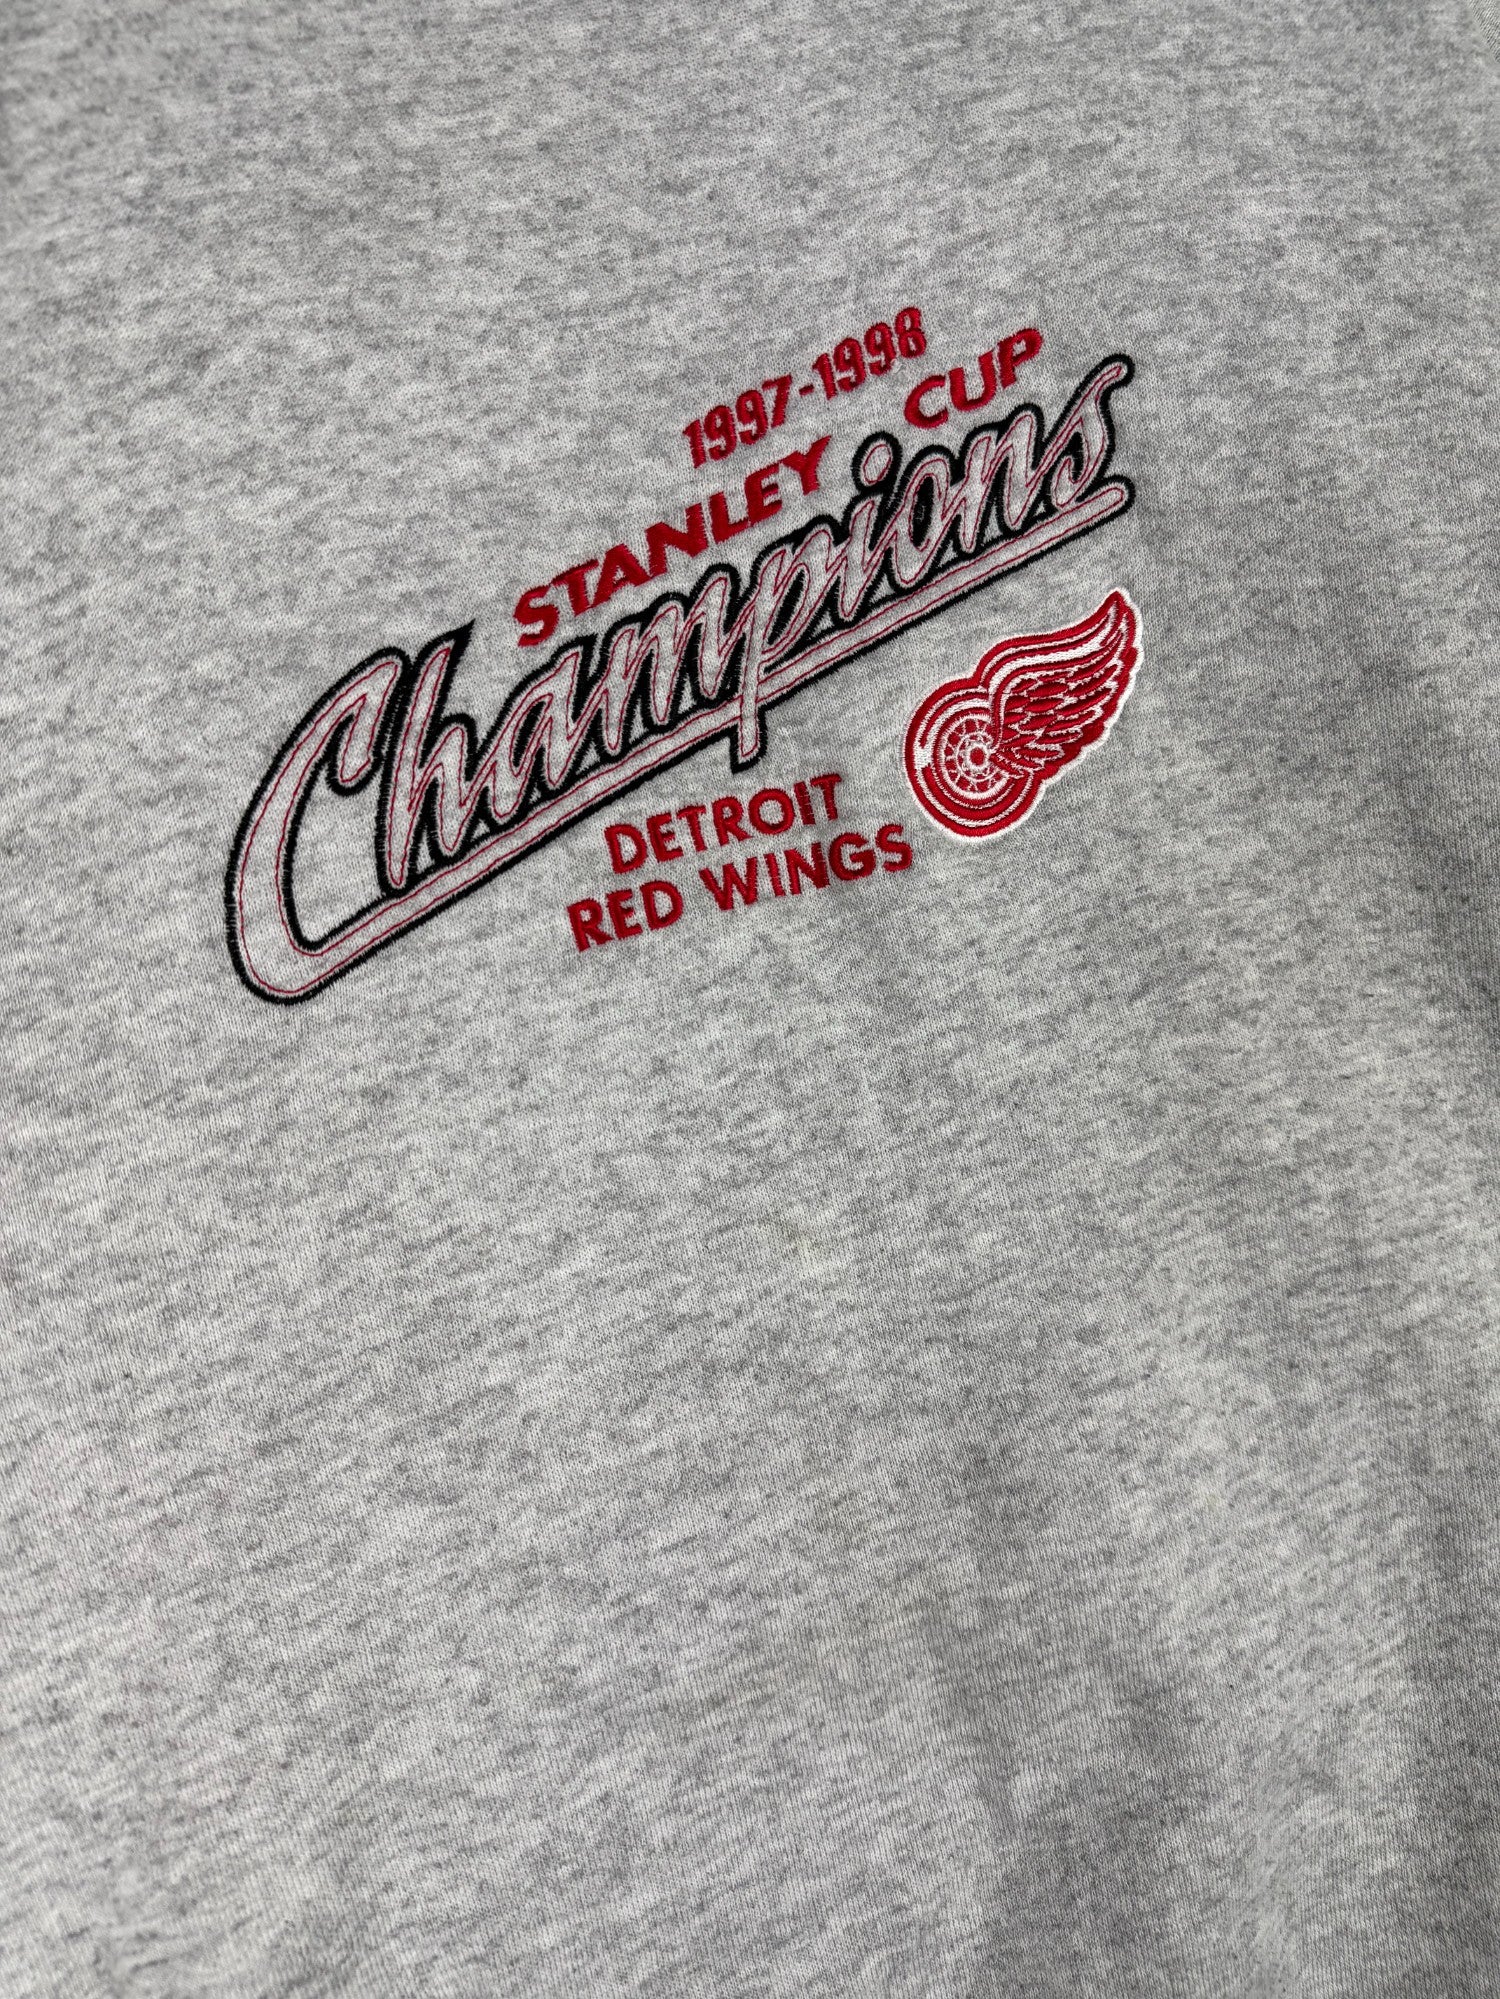 1997-1998
STANLEY CUP
Champions
DETROIT
RED WINGS